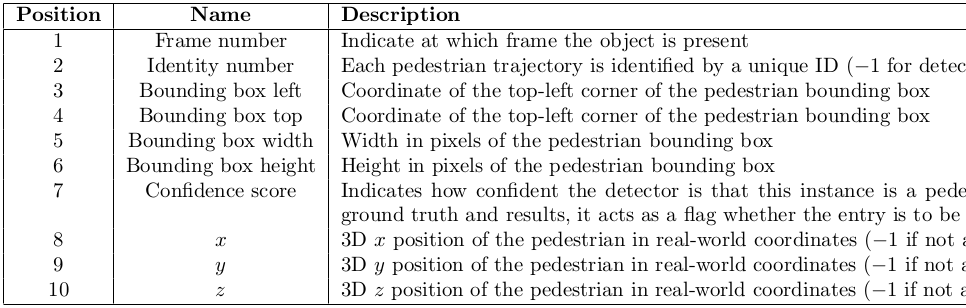 Position Name Description
1 Frame number Indicate at which frame the object is present
2 Identity number Each pedestrian trajectory is identified by a unique ID (−1 for
3 Bounding box left Coordinate of the top-left corner of the pedestrian bounding box
4 Bounding box top Coordinate of the top-left corner of the pedestrian bounding box
5 Bounding box width Width in pixels of the pedestrian bounding box
6 Bounding box height Height in pixels of the pedestrian bounding box
7 Confidence score Indicates how confident the detector is that this instance is a
ground truth and results, it acts as a flag whether the entry is to be
8 x 3D x position of the pedestrian in real-world coordinates (−1 if not
9 y 3D y position of the pedestrian in real-world coordinates (−1 if not
10 z 3D z position of the pedestrian in real-world coordinates (−1 if not